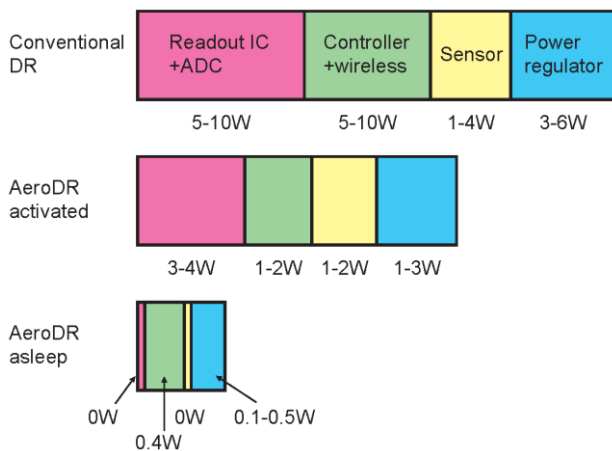 Conventional
DR
Readout IC
+ADC
Controller
+wireless
Sensor
Power
regulator
5-10W
5-10W
1-4W
3-6W
AeroDR
activated
3-4W
1-2W
1-2W
1-3W
AeroDR
asleep
0W
0.4W
0W
0.1-0.5W